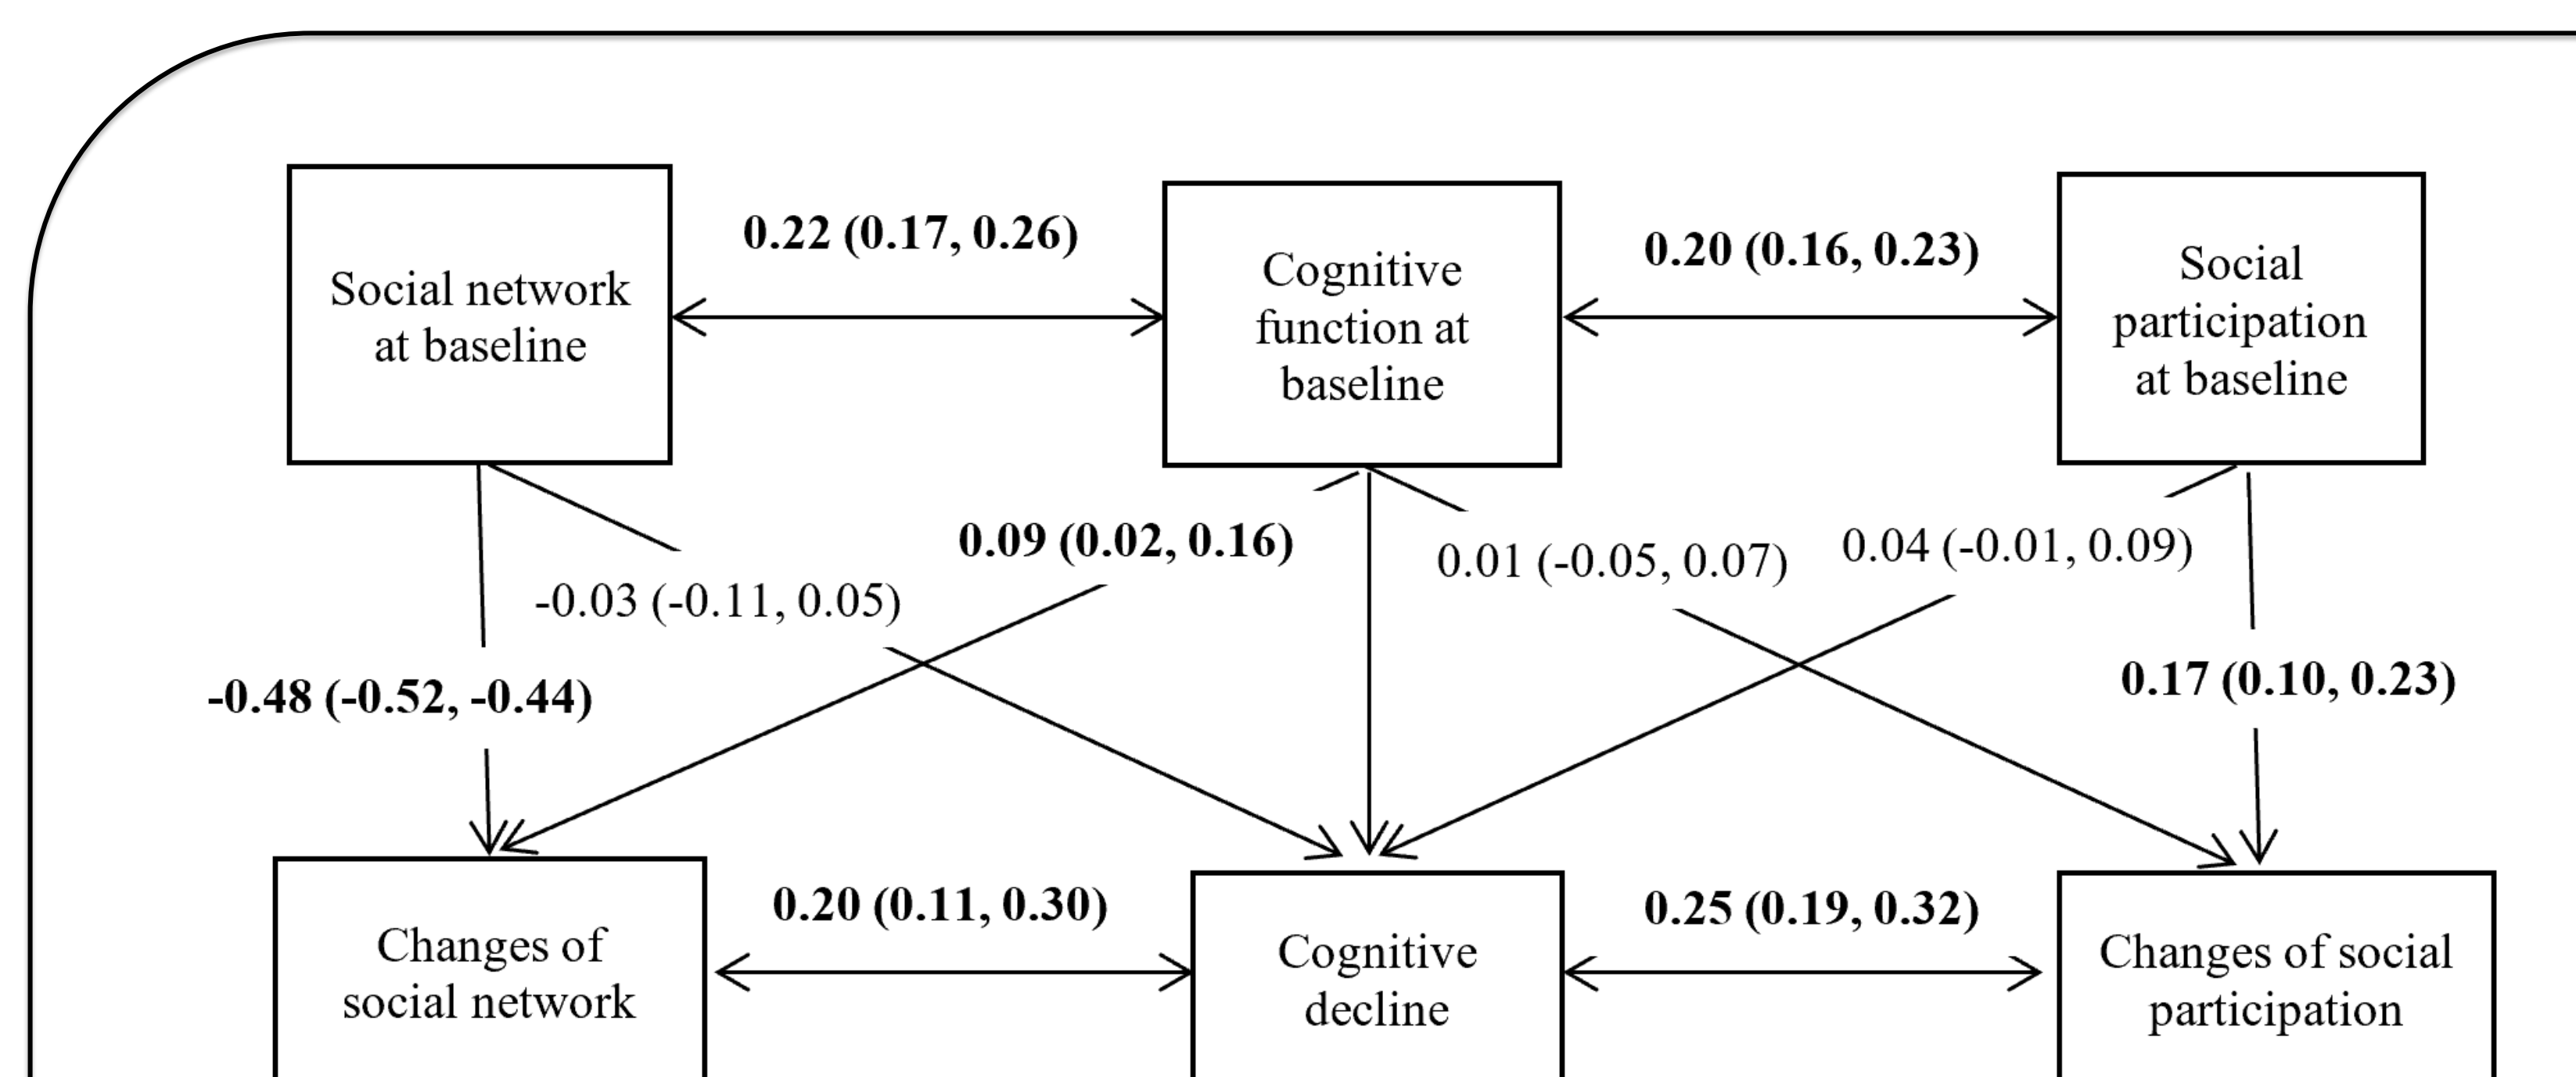 0.22 (0.17, 0.26)
0.20 (0.16, 0.23)
Social network
at baseline
Cognitive
function at
baseline
Social
participation
at baseline
0.09 (0.02, 0.16)
0.01 (-0.05, 0.07)
0.04 (-0.01, 0.09)
-0.03 (-0.11, 0.05)
-0.48 (-0.52, -0.44)
0.17 (0.10, 0.23)
0.20 (0.11, 0.30)
0.25 (0.19, 0.32)
Changes of
social network
Cognitive
decline
Changes of social
participation